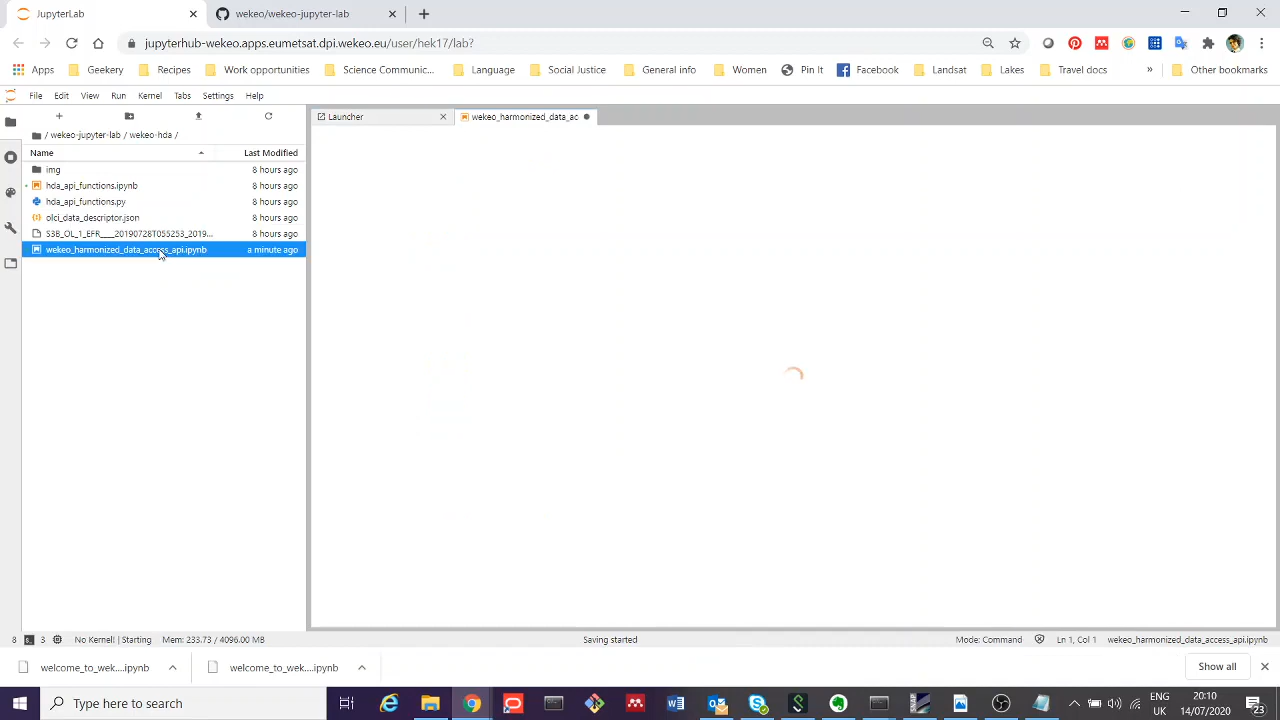 JupyterLab
wekeo/wekeo-jupyter-lab
jupyterhub-wekeo.apps.eumetsat.dpi.wekeo.eu/user/hek17/lab?
Apps Geekery Recipes Work opportunities Science Communic... Language Social Justice General info Women Pin It Facebook Landsat Lakes Travel docs » Other bookmarks
File Edit View Run Kernel Tabs Settings Help
Launcher wekeo_harmonized_data_ac
/ wekeo-jupyter-lab / wekeo-hda /
Name Last Modified
img 8 hours ago
hda_api_functions.ipynb 8 hours ago
hda_api_functions.py 8 hours ago
olci_data_descriptor.json 8 hours ago
S3B_OL_1_EFR____20190728T055253_2019... 8 hours ago
wekeo_harmonized_data_access_api.ipynb a minute ago
8 3 No Kernel! | Starting Mem: 233.73 / 4096.00 MB Saving started Mode: Command Ln 1, Col 1 wekeo_harmonized_data_access_api.ipynb
welcome_to_wek....ipynb welcome_to_wek....ipynb Show all
Type here to search
ENG 20:10
UK 14/07/2020
23